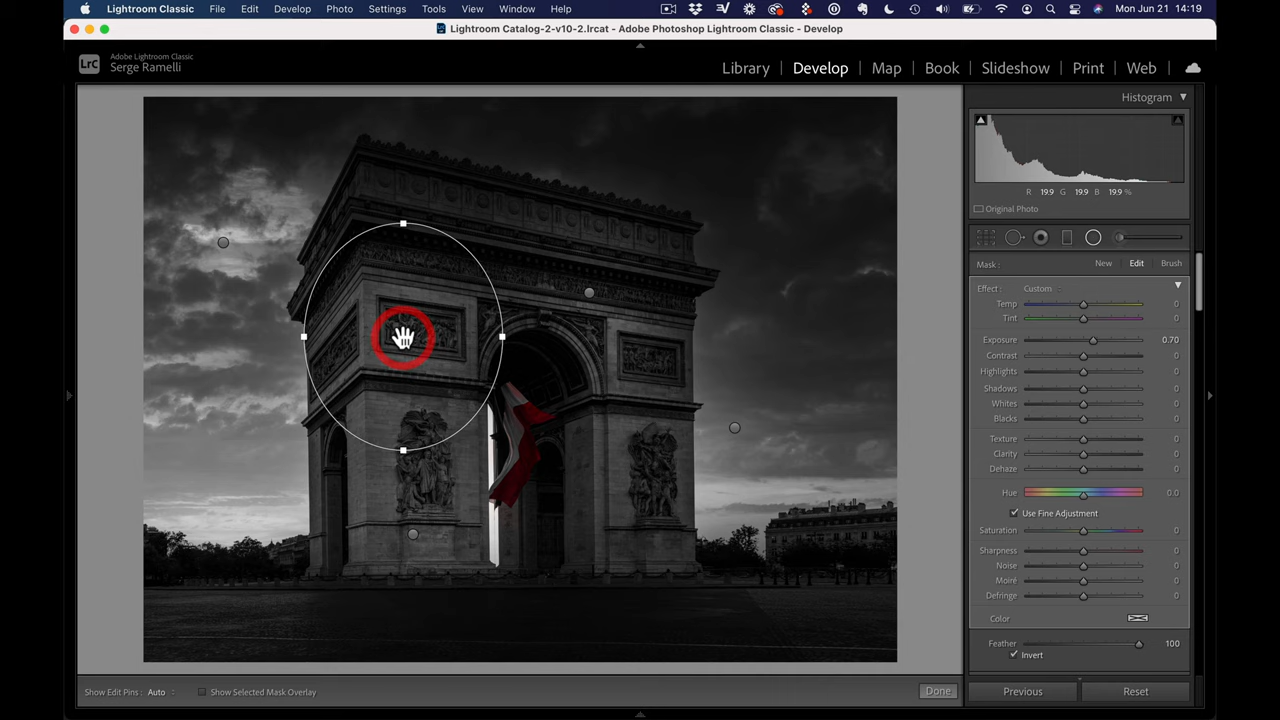 Lightroom Classic File Edit Develop Photo Settings Tools View Window Help Mon Jun 21 14:19
Lightroom Catalog-2-v10-2.lrcat - Adobe Photoshop Lightroom Classic - Develop
LrC
Adobe Lightroom Classic
Serge Ramelli
Library | Develop | Map | Book | Slideshow | Print | Web
Histogram
R 19.9 G 19.9 B 19.9 %
Original Photo
Mask : New Edit Brush
Effect : Custom
Temp 0
Tint 0
Exposure 0.70
Contrast 0
Highlights 0
Shadows 0
Whites 0
Blacks 0
Texture 0
Clarity 0
Dehaze 0
Hue 0.0
Use Fine Adjustment
Saturation 0
Sharpness 0
Noise 0
Moiré 0
Defringe 0
Color
Feather 100
Invert
Show Edit Pins : Auto Show Selected Mask Overlay Done Previous Reset